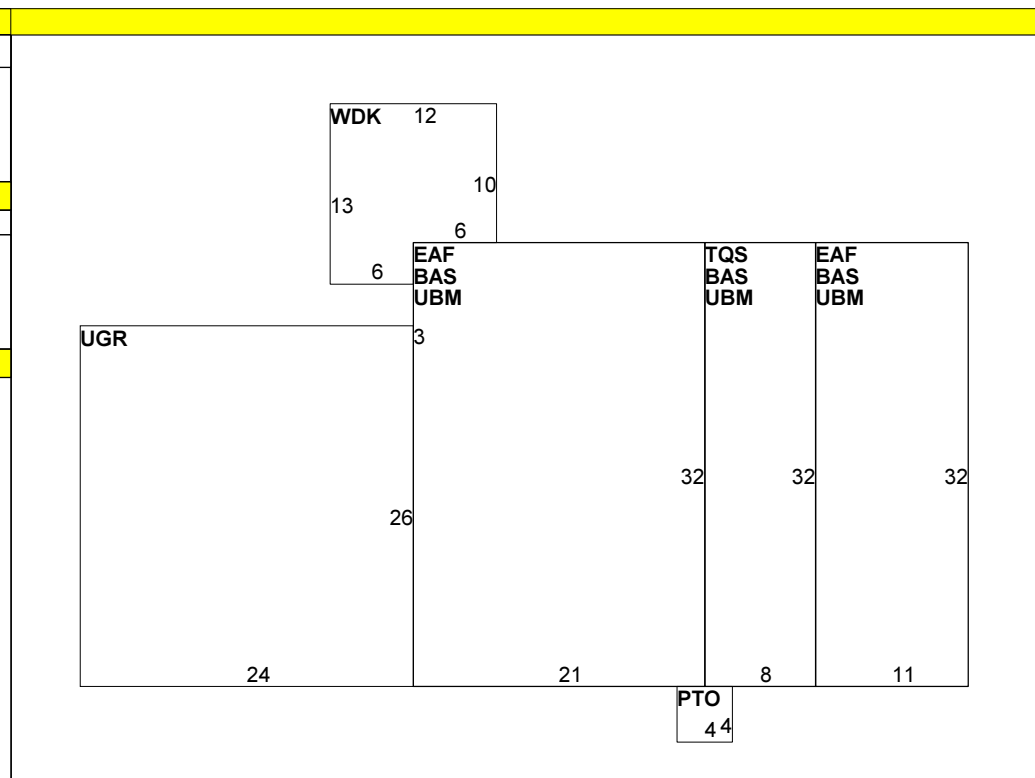 WDK 12
10
13
6
6
EAF TQS EAF
BAS BAS BAS
UBM UBM UBM
UGR 3
32 32 32
26
24 21 8 11
PTO
4 4